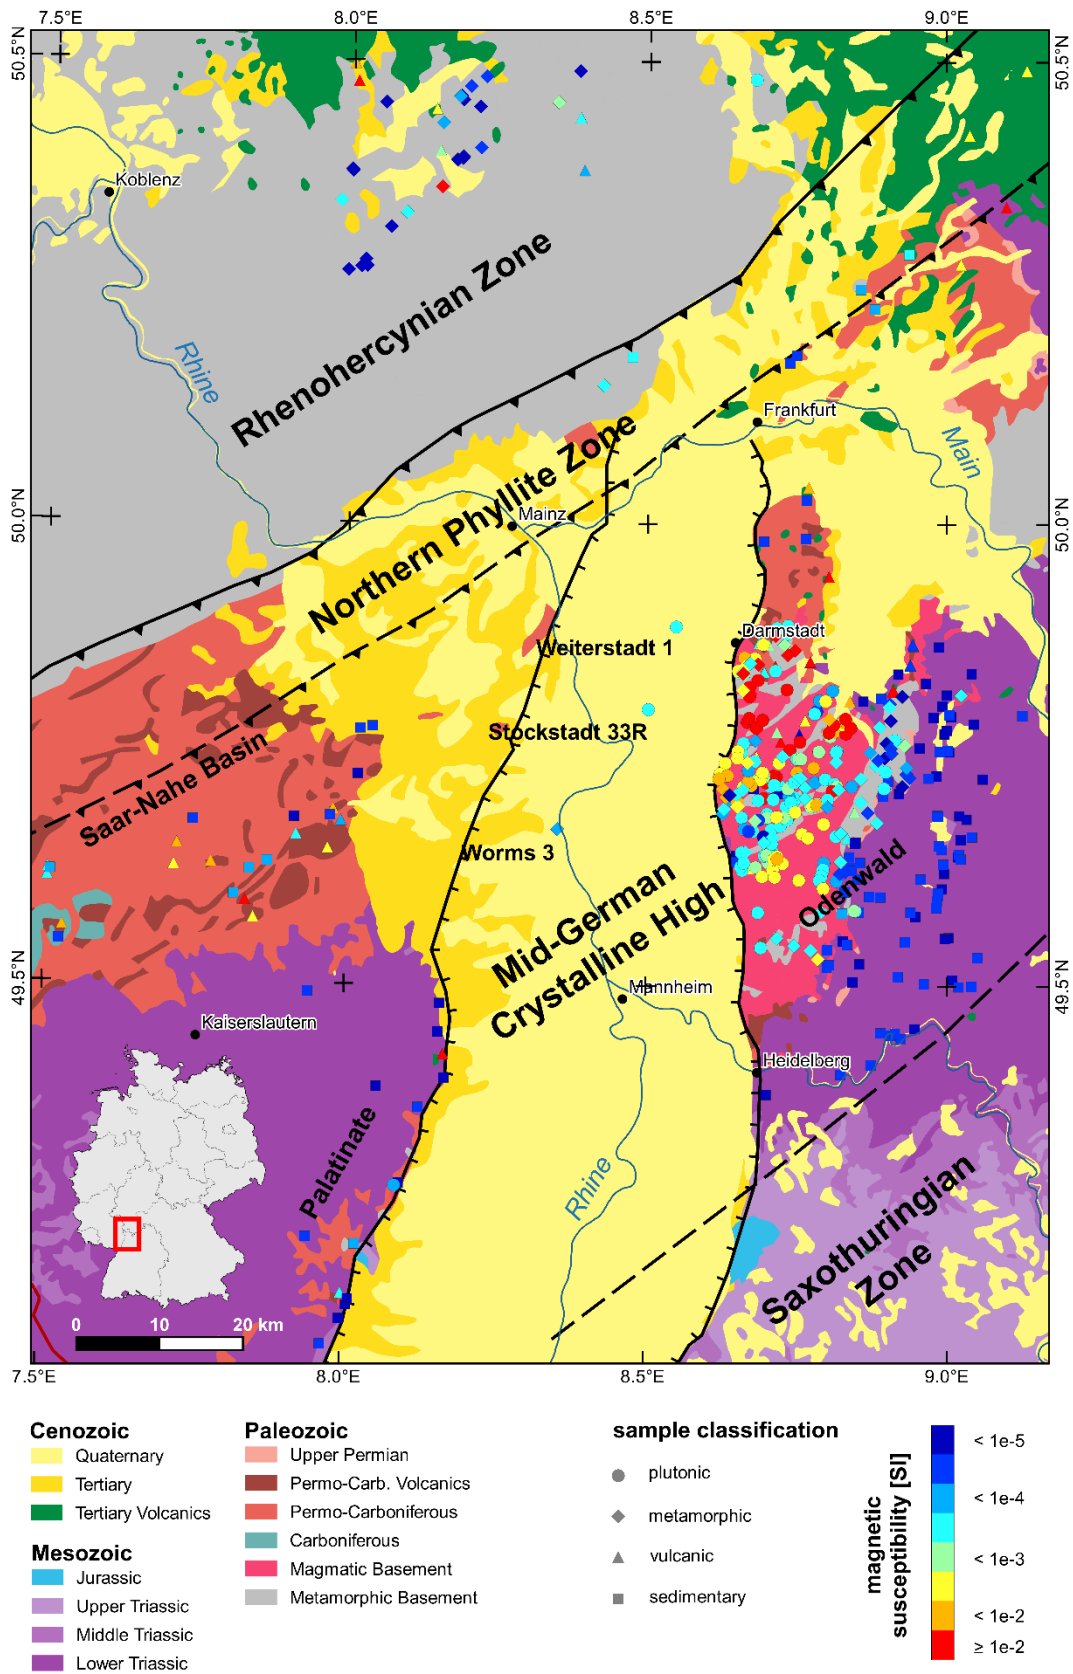 7.5°E 8.0°E 8.5°E 9.0°E
50.5°N 50.5°N
Koblenz
Rhenohercynian Zone
Rhine
Frankfurt
Main
Northern Phyllite Zone
50.0°N 50.0°N
Mainz
Weiterstadt 1
Darmstadt
Stockstadt 33R
Saar-Nahe Basin
Worms 3
Odenwald
Mid-German
Crystalline High
49.5°N 49.5°N
Mannheim
Kaiserslautern
Heidelberg
Palatinate
Rhine
Saxothuringian
Zone
0 10 20 km
7.5°E 8.0°E 8.5°E 9.0°E
Cenozoic
Quaternary
Tertiary
Tertiary Volcanics
Mesozoic
Jurassic
Upper Triassic
Middle Triassic
Lower Triassic
Paleozoic
Upper Permian
Permo-Carb. Volcanics
Permo-Carboniferous
Carboniferous
Magmatic Basement
Metamorphic Basement
sample classification
plutonic
metamorphic
vulcanic
sedimentary
magnetic
susceptibility [SI]
< 1e-5
< 1e-4
< 1e-3
< 1e-2
≥ 1e-2